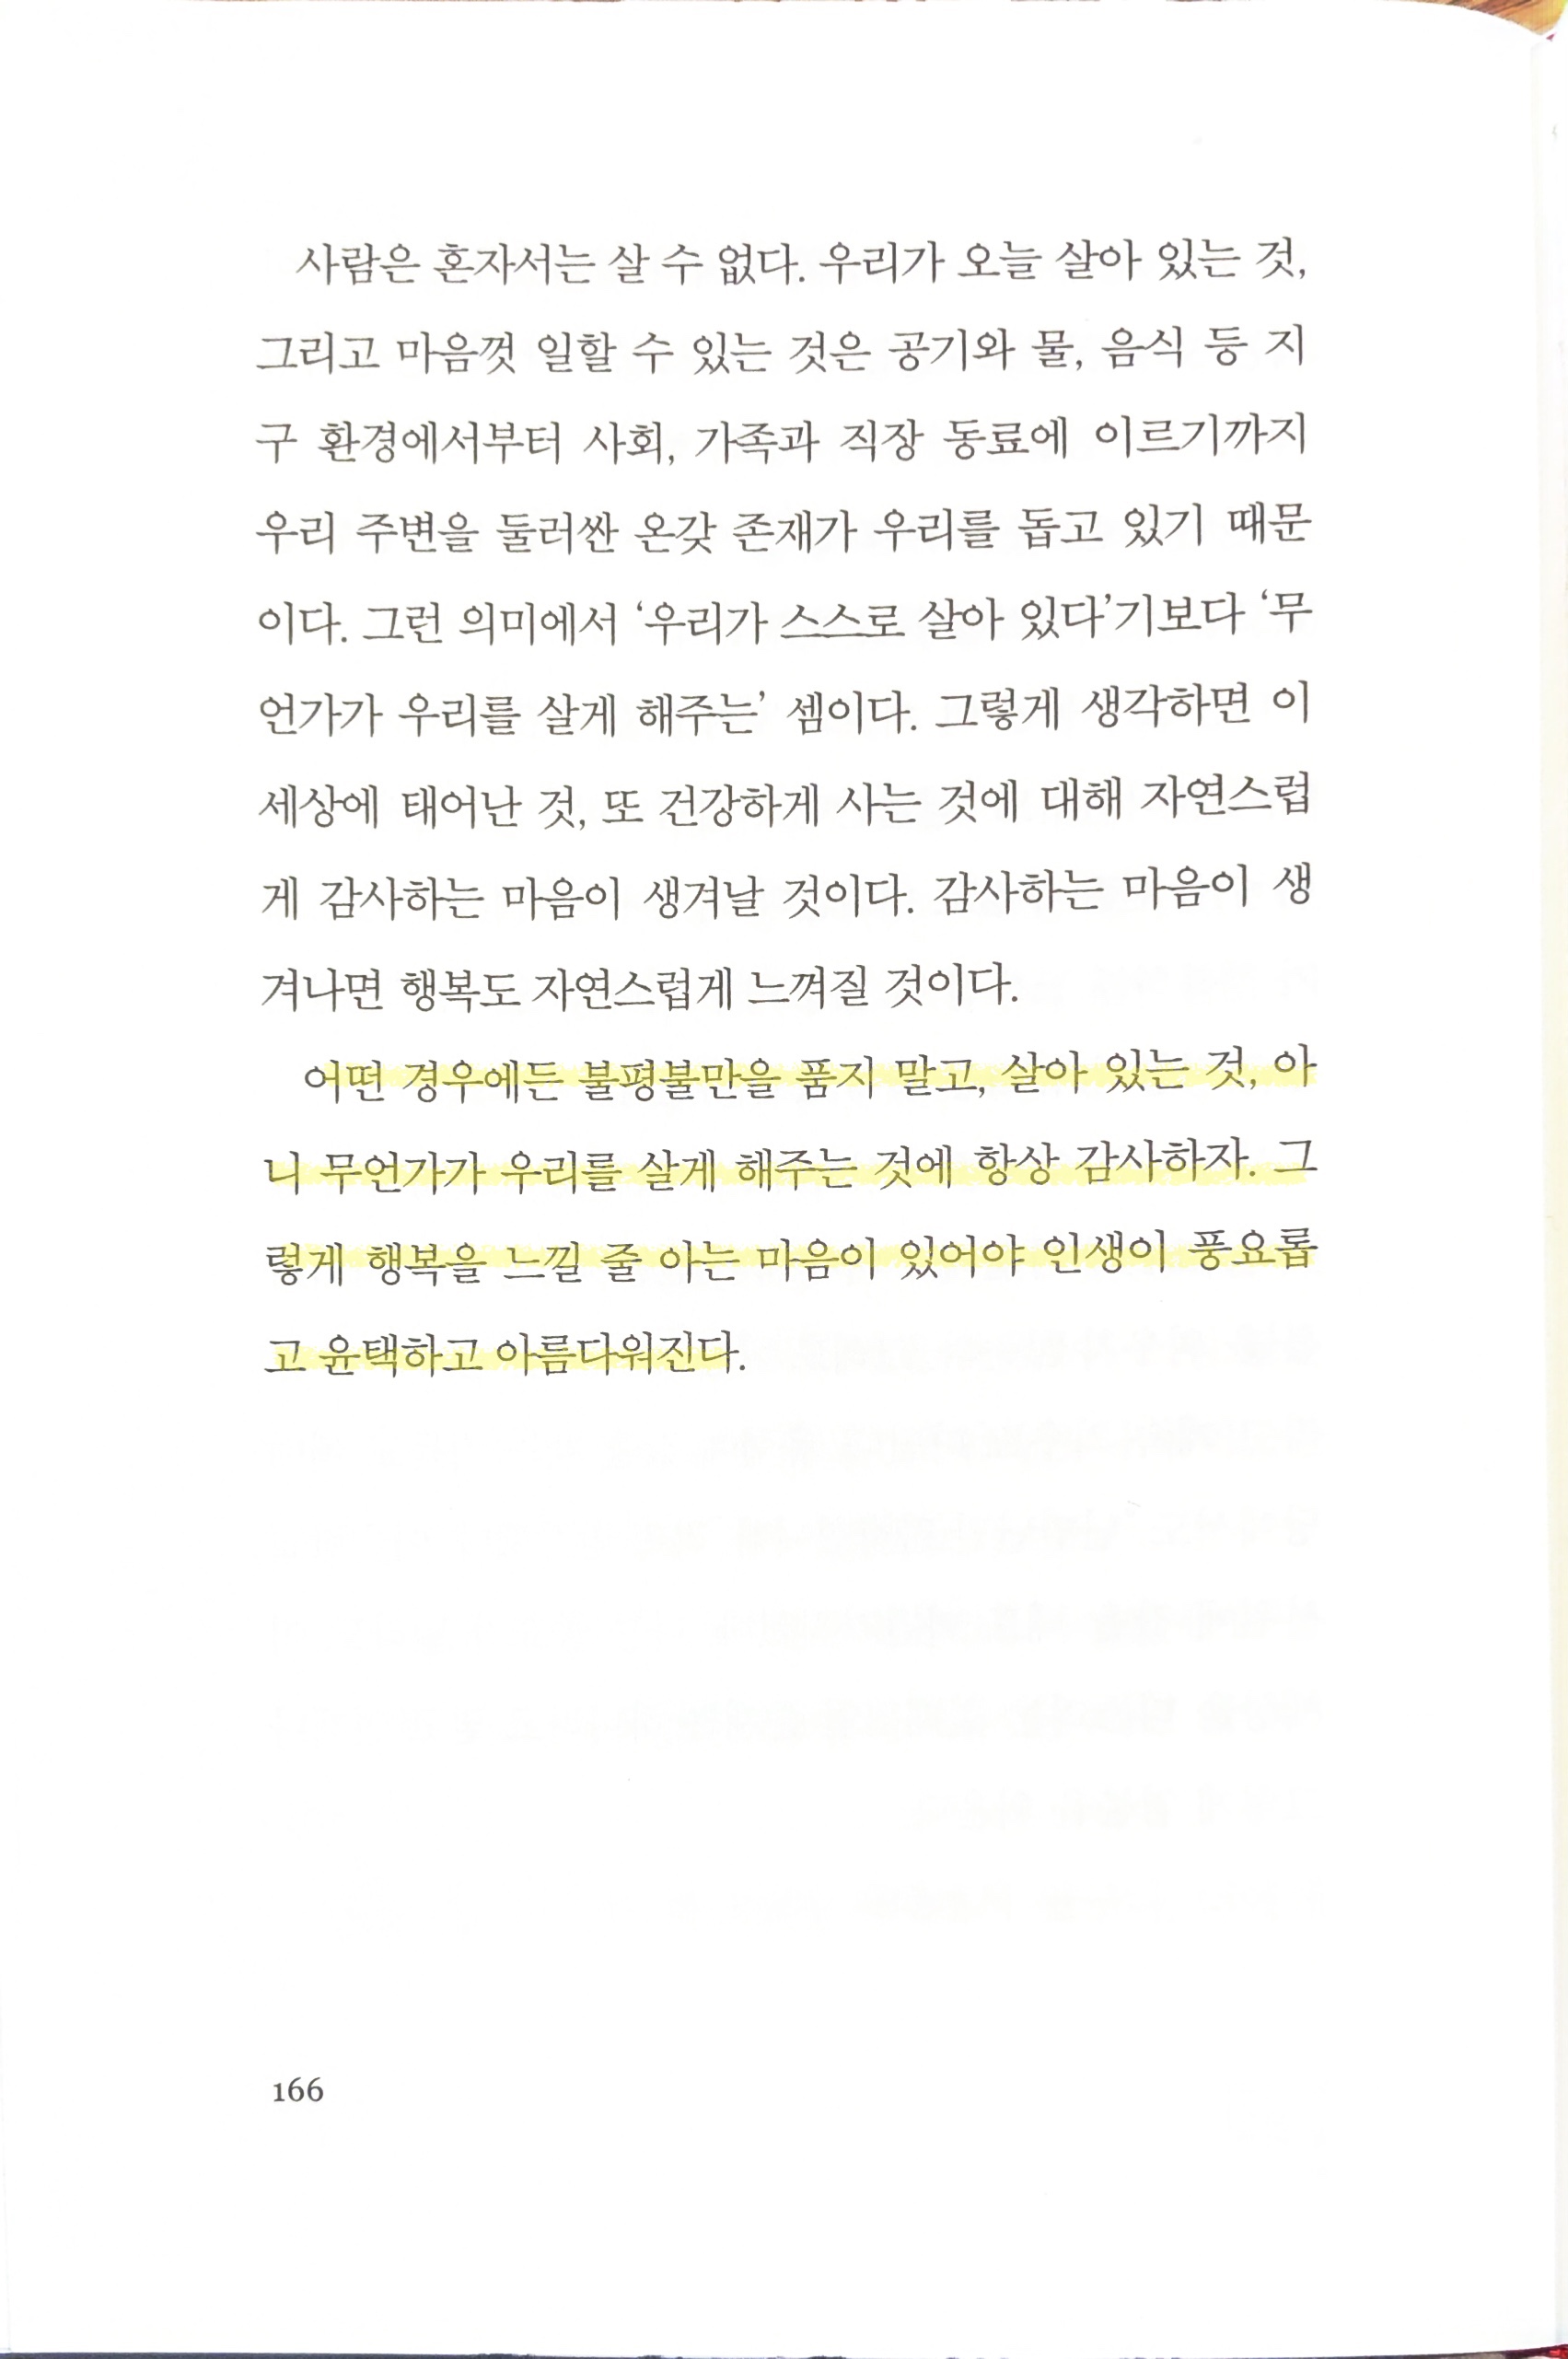 사람은 혼자서는 살 수 없다. 우리가 오늘 살아 있는 것,
그리고 마음껏 일할 수 있는 것은 공기와 물, 음식 등 지
구 환경에서부터 사회, 가족과 직장 동료에 이르기까지
우리 주변을 둘러싼 온갖 존재가 우리를 돕고 있기 때문
이다. 그런 의미에서 ‘우리가 스스로 살아 있다’기보다 ‘무
언가가 우리를 살게 해주는’ 셈이다. 그렇게 생각하면 이
세상에 태어난 것, 또 건강하게 사는 것에 대해 자연스럽
게 감사하는 마음이 생겨날 것이다. 감사하는 마음이 생
겨나면 행복도 자연스럽게 느껴질 것이다.
어떤 경우에든 불평불만을 품지 말고, 살아 있는 것, 아
니 무언가가 우리를 살게 해주는 것에 항상 감사하자. 그
렇게 행복을 느낄 줄 아는 마음이 있어야 인생이 풍요롭
고 윤택하고 아름다워진다.
166